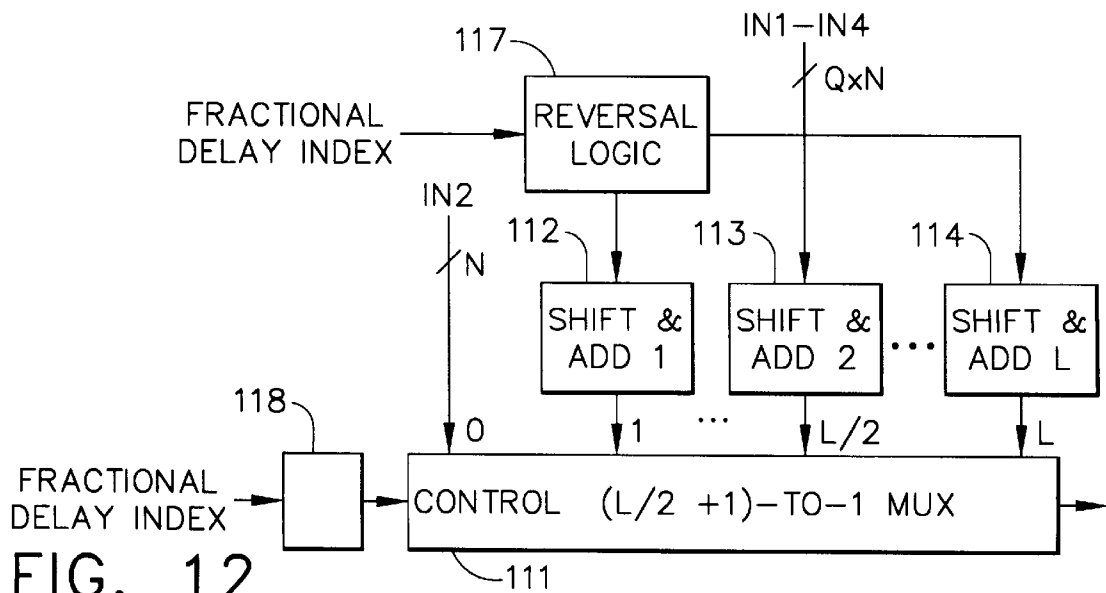 IN1-IN4
117
QxN
FRACTIONAL
DELAY INDEX
REVERSAL
LOGIC
IN2
N
112
113
114
SHIFT &
ADD 1
SHIFT &
ADD 2
•••
SHIFT &
ADD L
118
0
1
...
L/2
L
FRACTIONAL
DELAY INDEX
CONTROL (L/2 +1)-TO-1 MUX
111
FIG. 12